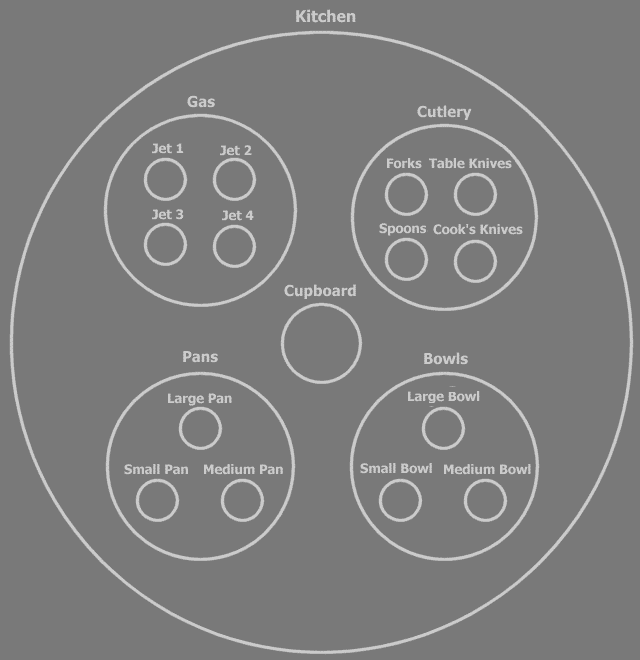 Kitchen
Gas
Cutlery
Jet 1
Jet 2
Forks
Table Knives
Jet 3
Jet 4
Spoons
Cook's Knives
Cupboard
Pans
Bowls
Large Pan
Large Bowl
Small Pan
Medium Pan
Small Bowl
Medium Bowl